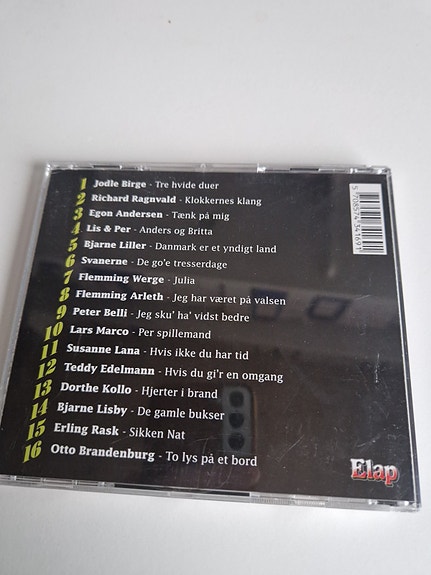 1 Jodle Birge - Tre hvide duer
2 Richard Ragnvald - Klokkernes klang
3 Egon Andersen - Tænk på mig
4 Lis & Per - Anders og Britta
5 Bjarne Liller - Danmark er et yndigt land
6 Svanerne - De go'e tresserdage
7 Flemming Werge - Julia
8 Flemming Arleth - Jeg har været på valsen
9 Peter Belli - Jeg sku' ha' vidst bedre
10 Lars Marco - Per spillemand
11 Susanne Lana - Hvis ikke du har tid
12 Teddy Edelmann - Hvis du gi'r en omgang
13 Dorthe Kollo - Hjerter i brand
14 Bjarne Lisby - De gamle bukser
15 Erling Rask - Sikken Nat
16 Otto Brandenburg - To lys på et bord
5 708574 341691
Elap